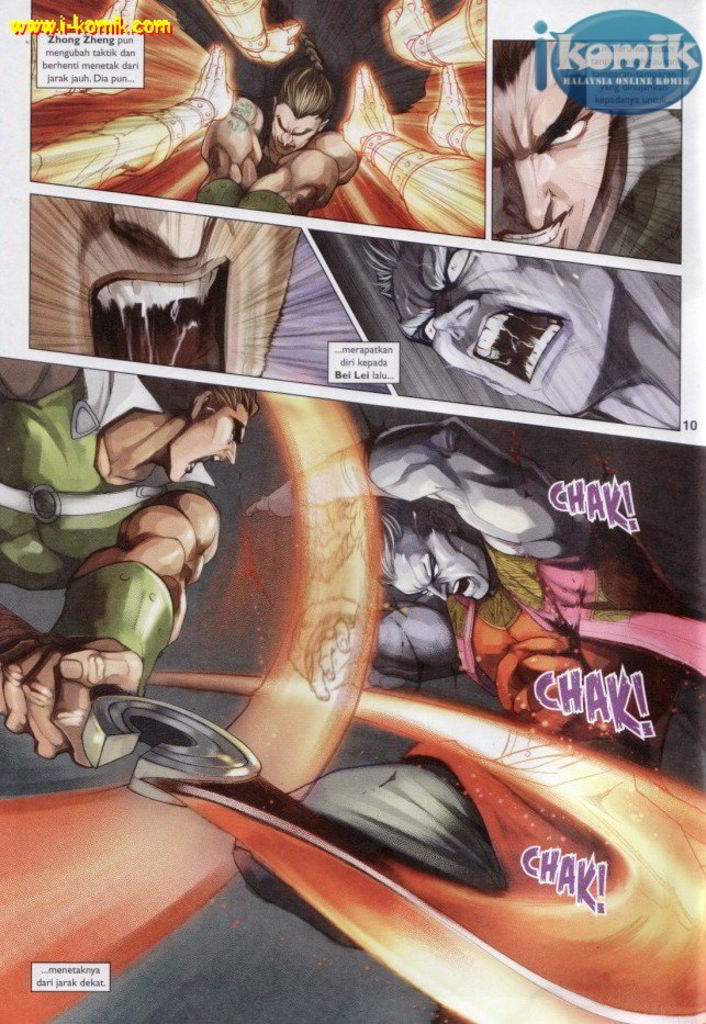 www.i-komik.com
Zhong Zheng pun
mengubah taktik dan
berhenti menetak dari
jarak jauh. Dia pun...
ikomik
MALAYSIA ONLINE KOMIK
yang ditujukan
kepadanya untuk...
...merapatkan
diri kepada
Bei Lei lalu...
10
CHAK!
CHAK!
CHAK!
...menetaknya
dari jarak dekat.